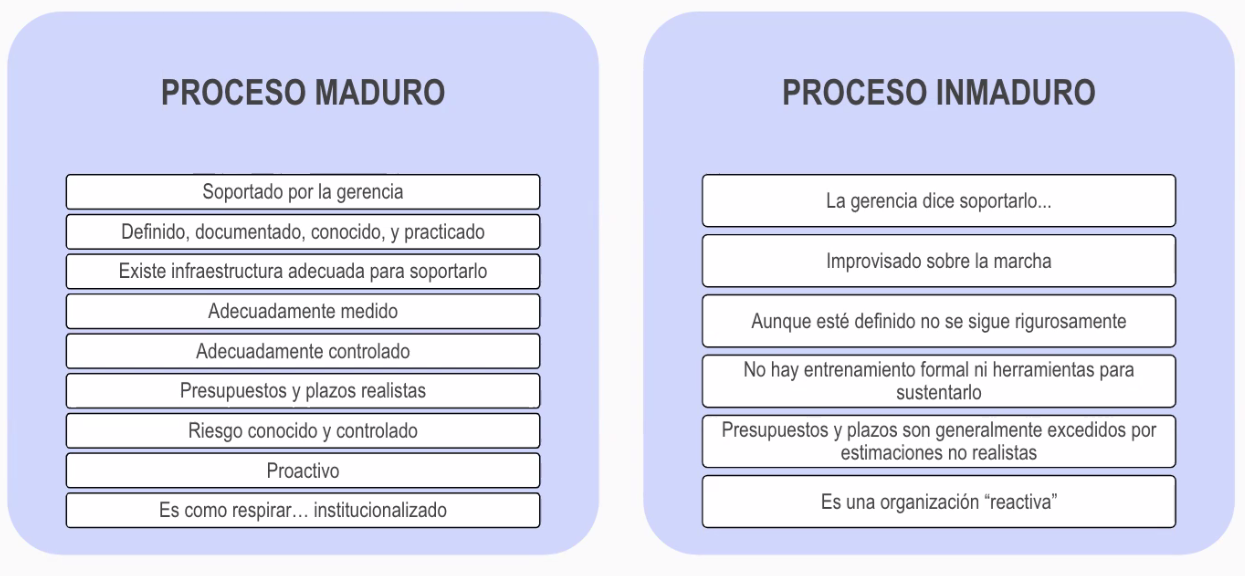 PROCESO MADURO
Soportado por la gerencia
Definido, documentado, conocido, y practicado
Existe infraestructura adecuada para soportarlo
Adecuadamente medido
Adecuadamente controlado
Presupuestos y plazos realistas
Riesgo conocido y controlado
Proactivo
Es como respirar… institucionalizado
PROCESO INMADURO
La gerencia dice soportarlo...
Improvisado sobre la marcha
Aunque esté definido no se sigue rigurosamente
No hay entrenamiento formal ni herramientas para
sustentarlo
Presupuestos y plazos son generalmente excedidos por
estimaciones no realistas
Es una organización “reactiva”